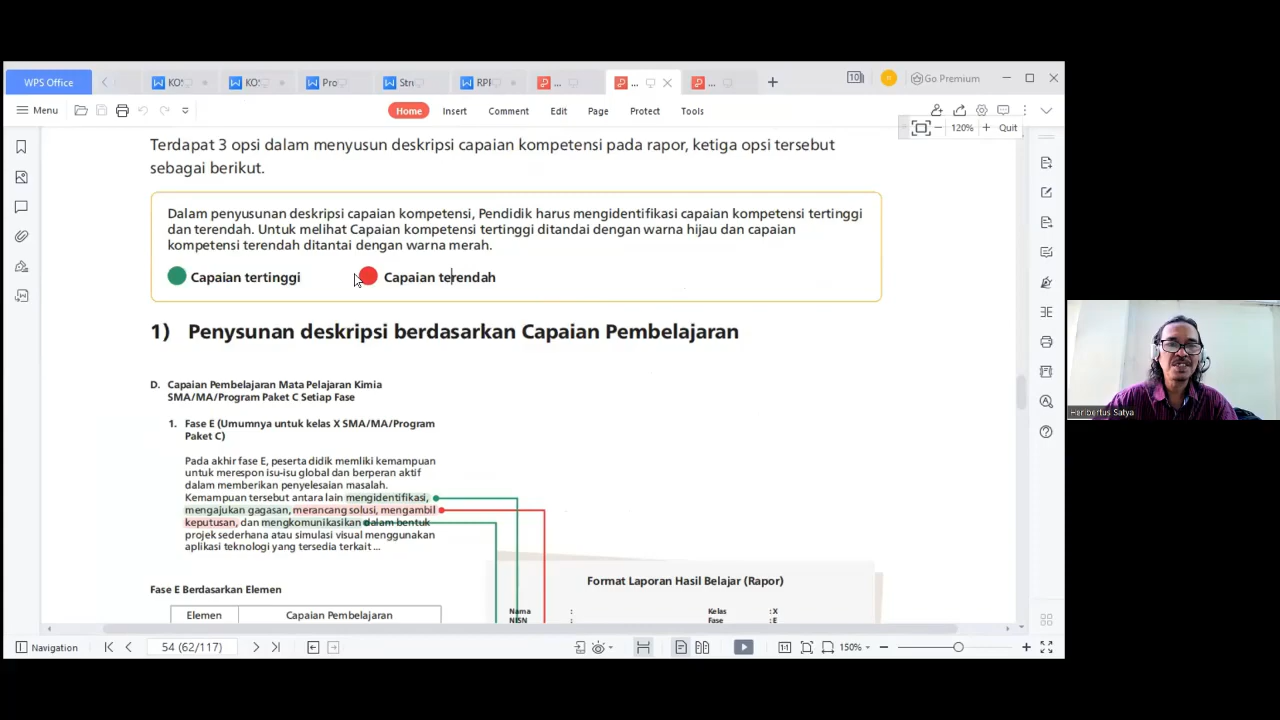 WPS Office
KO:
KO:
Pro
Stru
RPI
...
...
...
Go Premium
Menu
Home
Insert
Comment
Edit
Page
Protect
Tools
120%
Quit
Terdapat 3 opsi dalam menyusun deskripsi capaian kompetensi pada rapor, ketiga opsi tersebut
sebagai berikut.
Dalam penyusunan deskripsi capaian kompetensi, Pendidik harus mengidentifikasi capaian kompetensi tertinggi
dan terendah. Untuk melihat Capaian kompetensi tertinggi ditandai dengan warna hijau dan capaian
kompetensi terendah ditantai dengan warna merah.
Capaian tertinggi
Capaian terendah
1) Penysunan deskripsi berdasarkan Capaian Pembelajaran
D. Capaian Pembelajaran Mata Pelajaran Kimia
SMA/MA/Program Paket C Setiap Fase
1. Fase E (Umumnya untuk kelas X SMA/MA/Program
Paket C)
Pada akhir fase E, peserta didik memliki kemampuan
untuk merespon isu-isu global dan berperan aktif
dalam memberikan penyelesaian masalah.
Kemampuan tersebut antara lain mengidentifikasi,
mengajukan gagasan, merancang solusi, mengambil
keputusan, dan mengkomunikasikan dalam bentuk
projek sederhana atau simulasi visual menggunakan
aplikasi teknologi yang tersedia terkait ...
Fase E Berdasarkan Elemen
Elemen
Capaian Pembelajaran
Format Laporan Hasil Belajar (Rapor)
Nama :
Kelas : X
NISN :
Fase : E
Heribertus Satya
Navigation
54 (62/117)
150%